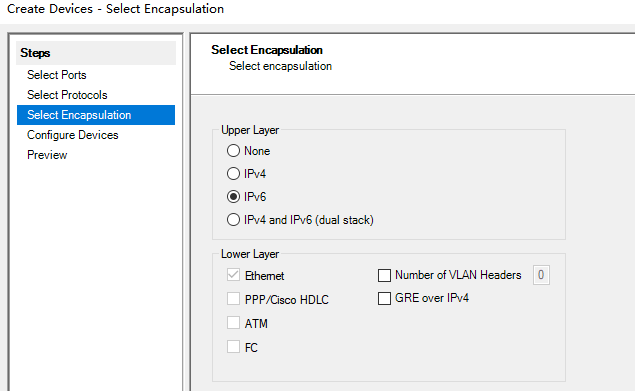 Create Devices - Select Encapsulation
Steps
Select Ports
Select Protocols
Select Encapsulation
Configure Devices
Preview
Select Encapsulation
Select encapsulation
Upper Layer
None
IPv4
IPv6
IPv4 and IPv6 (dual stack)
Lower Layer
Ethernet
Number of VLAN Headers 0
PPP/Cisco HDLC
GRE over IPv4
ATM
FC